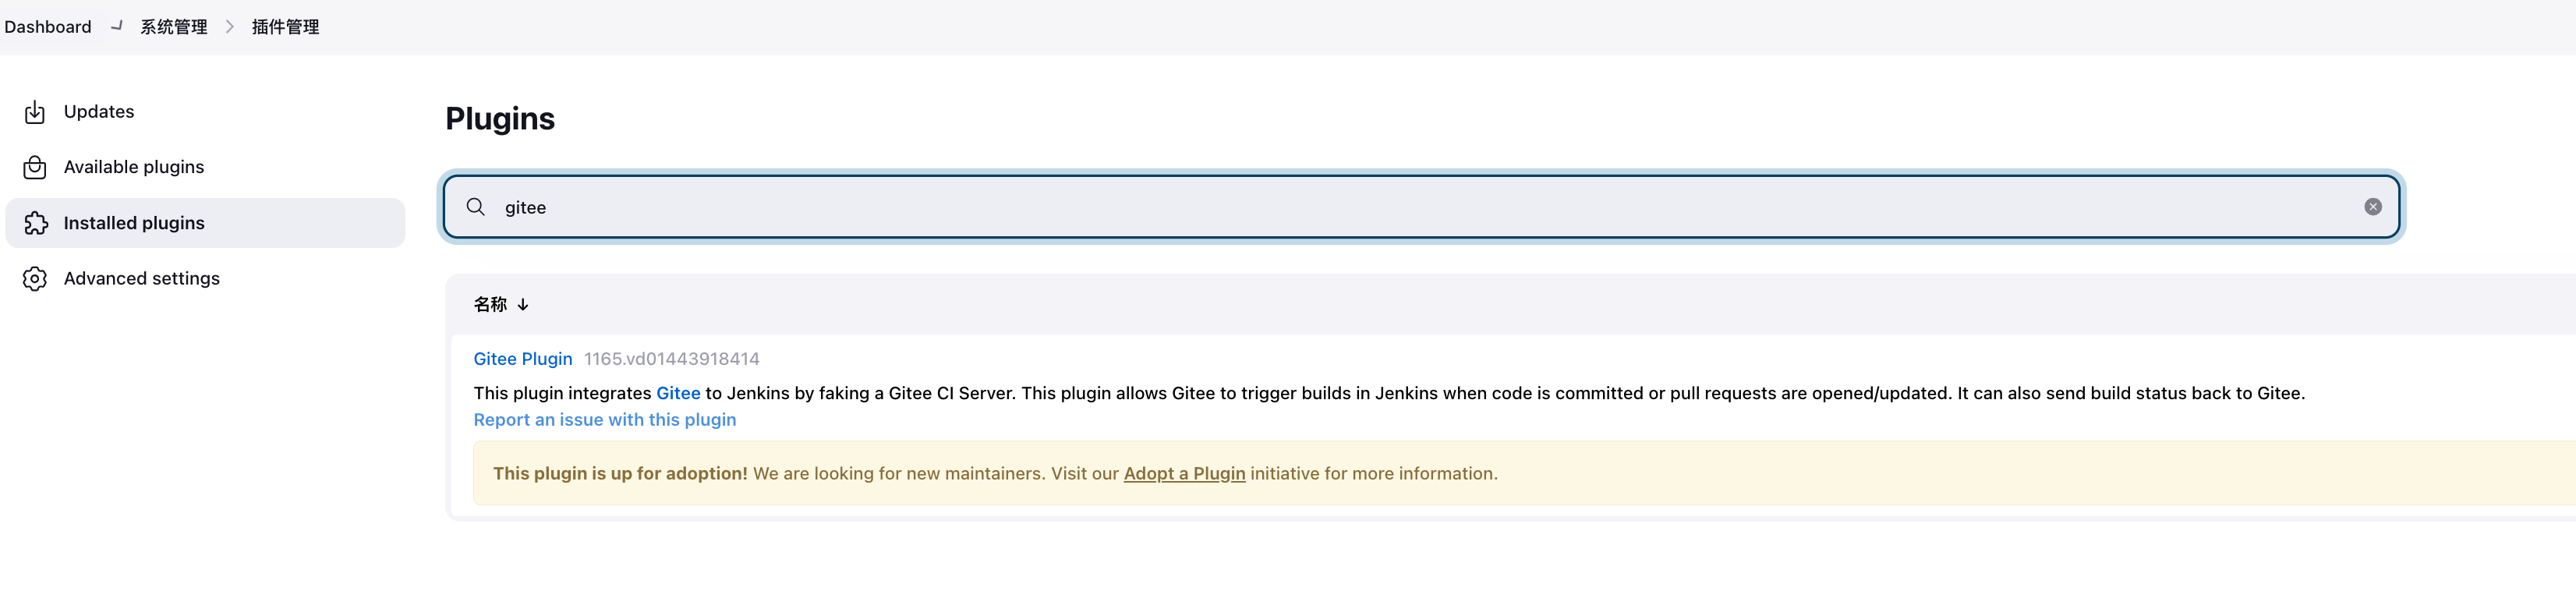 Dashboard 系统管理 插件管理
Updates
Available plugins
Installed plugins
Advanced settings
Plugins
gitee
名称 ↓
Gitee Plugin 1165.vd01443918414
This plugin integrates Gitee to Jenkins by faking a Gitee CI Server. This plugin allows Gitee to trigger builds in Jenkins when code is committed or pull requests are opened/updated. It can also send build status back to Gitee.
Report an issue with this plugin
This plugin is up for adoption! We are looking for new maintainers. Visit our Adopt a Plugin initiative for more information.